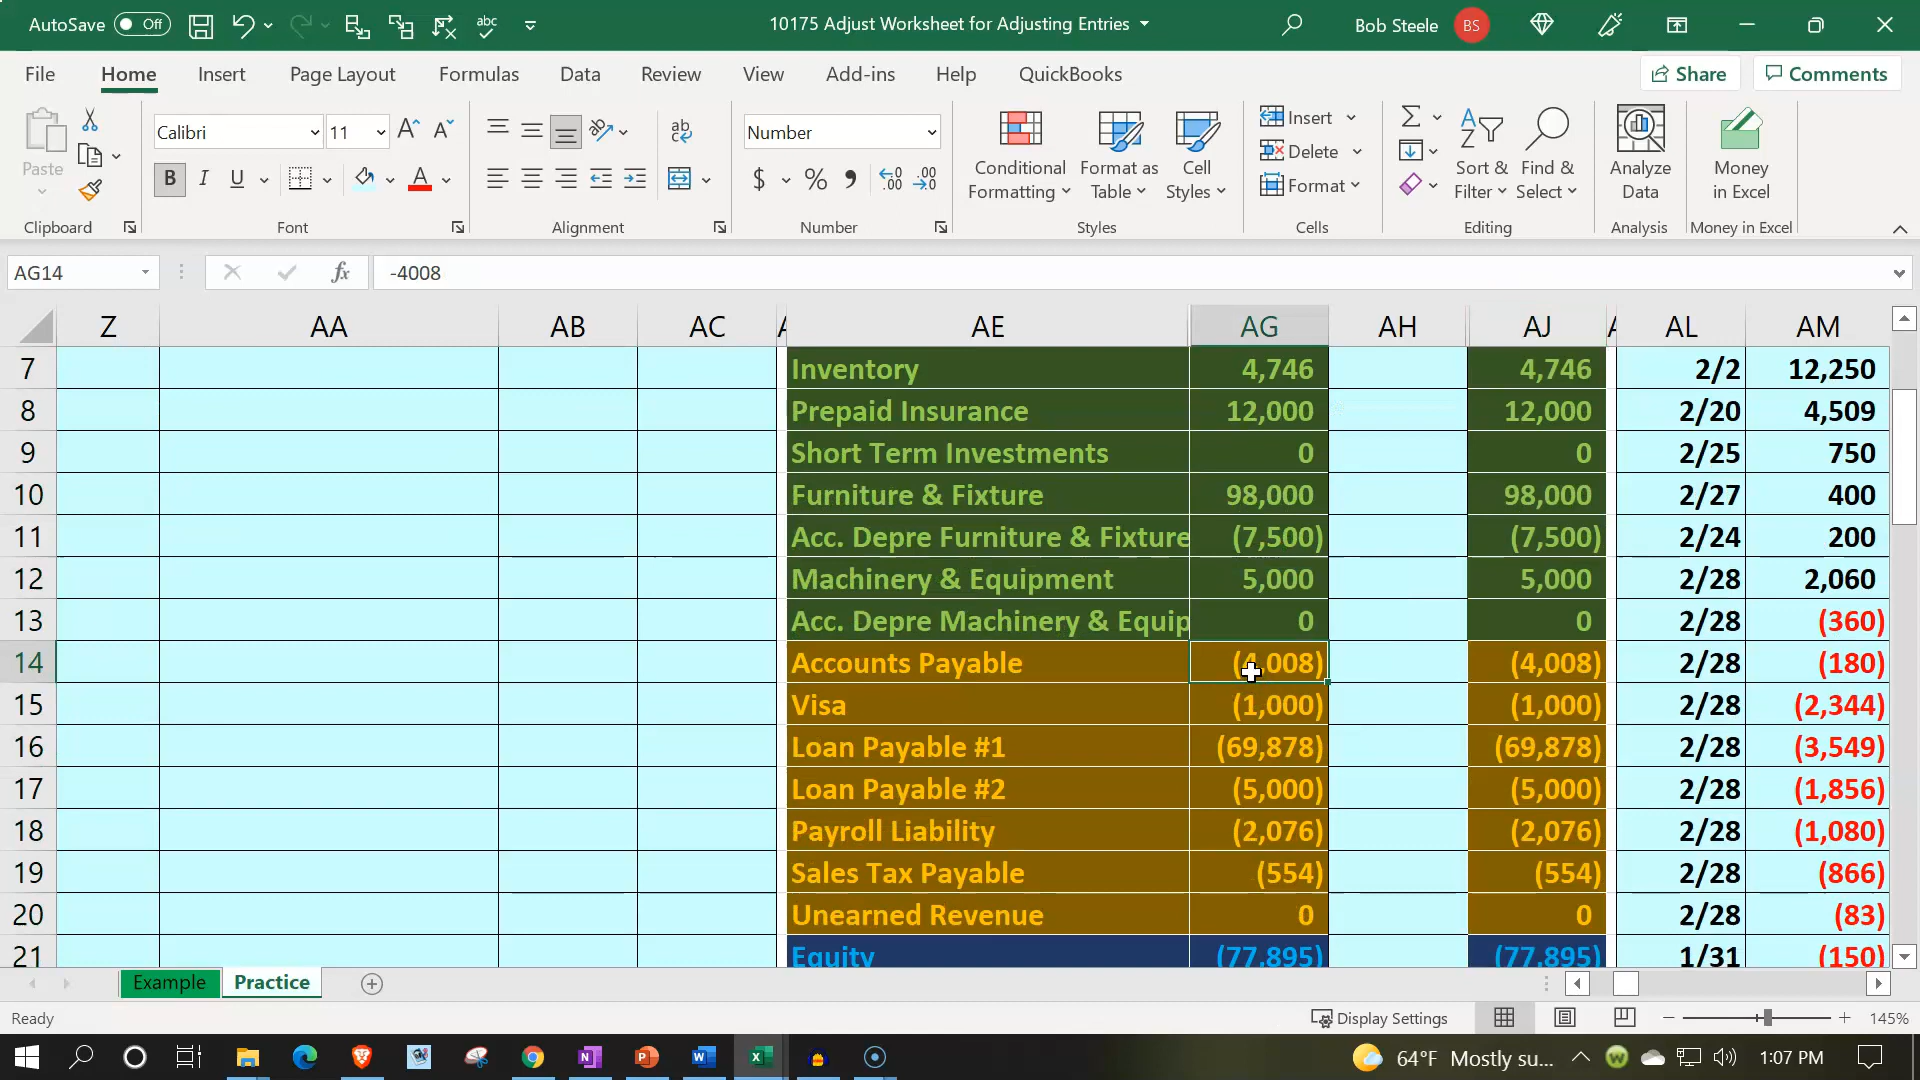 AutoSave Off abc 10175 Adjust Worksheet for Adjusting Entries Bob Steele BS
File Home Insert Page Layout Formulas Data Review View Add-ins Help QuickBooks Share Comments
Paste Calibri 11 A A ab Number Conditional Formatting Format as Table Cell Styles Insert Delete Format Sort & Filter Find & Select Analyze Data Money in Excel
B I U A $ %
Clipboard Font Alignment Number Styles Cells Editing Analysis Money in Excel
AG14 fx -4008
Z AA AB AC AE AG AH AJ AL AM
7 Inventory 4,746 4,746 2/2 12,250
8 Prepaid Insurance 12,000 12,000 2/20 4,509
9 Short Term Investments 0 0 2/25 750
10 Furniture & Fixture 98,000 98,000 2/27 400
11 Acc. Depre Furniture & Fixture (7,500) (7,500) 2/24 200
12 Machinery & Equipment 5,000 5,000 2/28 2,060
13 Acc. Depre Machinery & Equip 0 0 2/28 (360)
14 Accounts Payable (4,008) (4,008) 2/28 (180)
15 Visa (1,000) (1,000) 2/28 (2,344)
16 Loan Payable #1 (69,878) (69,878) 2/28 (3,549)
17 Loan Payable #2 (5,000) (5,000) 2/28 (1,856)
18 Payroll Liability (2,076) (2,076) 2/28 (1,080)
19 Sales Tax Payable (554) (554) 2/28 (866)
20 Unearned Revenue 0 0 2/28 (83)
21 Equity (77,895) (77,895) 1/31 (150)
Example Practice
Ready Display Settings 145%
64°F Mostly su... 1:07 PM